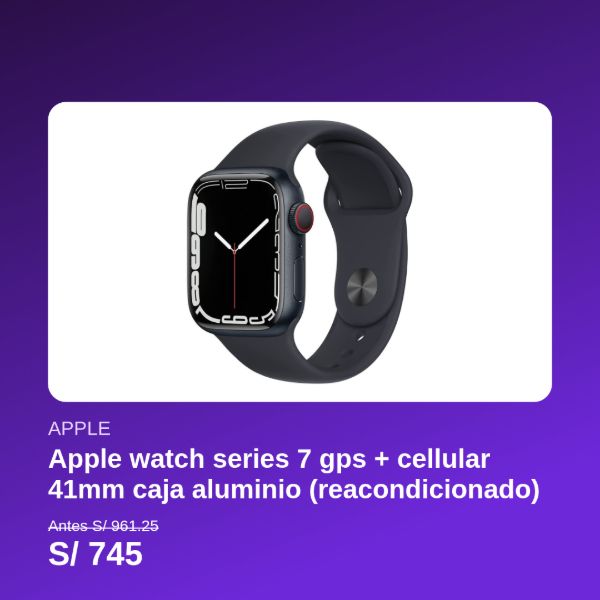 APPLE
Apple watch series 7 gps + cellular
41mm caja aluminio (reacondicionado)
Antes S/ 961.25
S/ 745